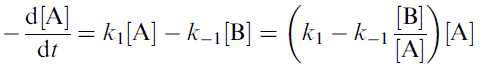 − d[A]/dt = k₁[A] − k₋₁[B] = (k₁ − k₋₁ [B]/[A]) [A]